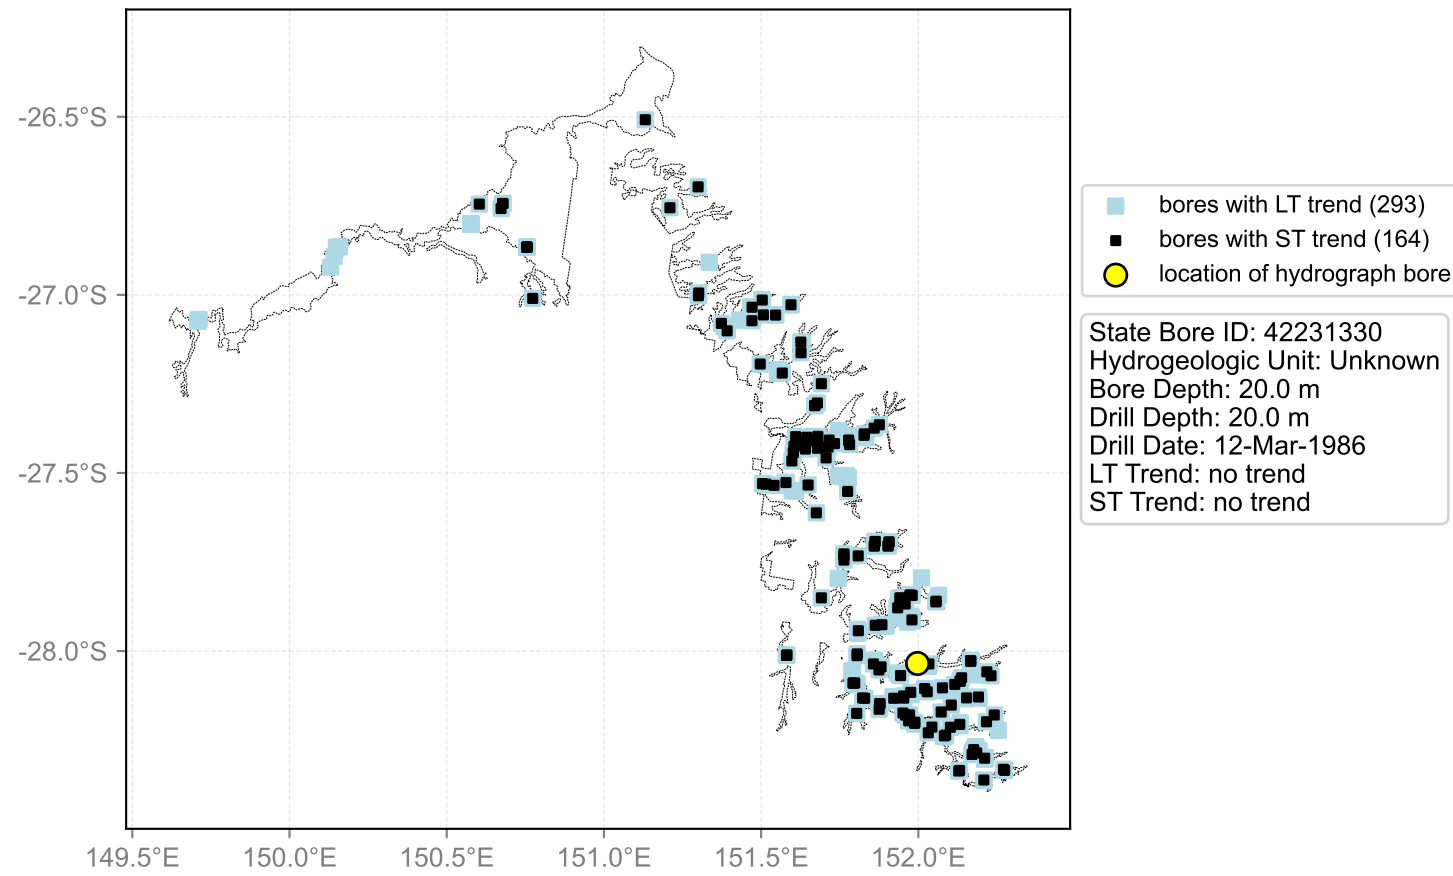 -26.5°S
-27.0°S
-27.5°S
-28.0°S
149.5°E
150.0°E
150.5°E
151.0°E
151.5°E
152.0°E
bores with LT trend (293)
bores with ST trend (164)
location of hydrograph bore
State Bore ID: 42231330
Hydrogeologic Unit: Unknown
Bore Depth: 20.0 m
Drill Depth: 20.0 m
Drill Date: 12-Mar-1986
LT Trend: no trend
ST Trend: no trend